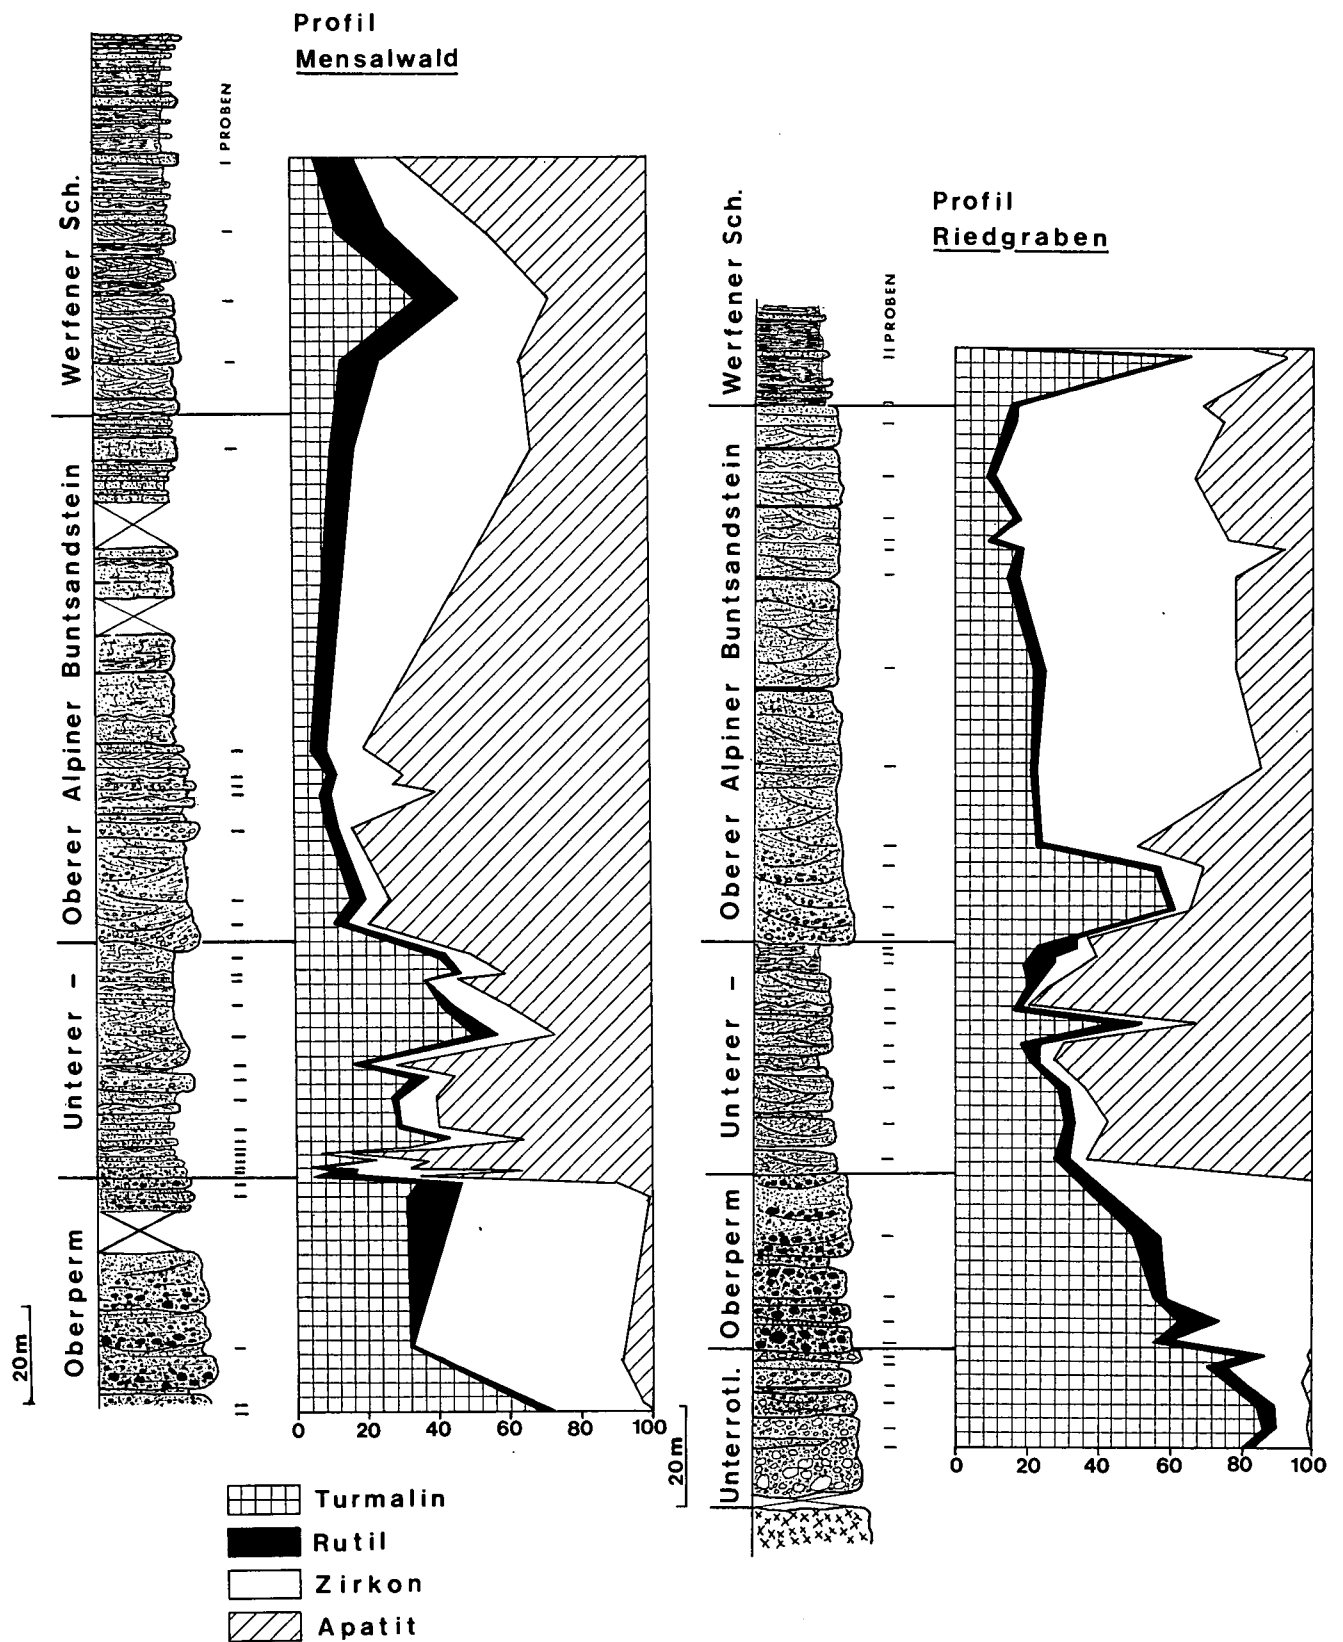 Profil
Mensalwald
I PROBEN
Werfener Sch.
Oberer Alpiner Buntsandstein
Unterer –
Oberperm
20m
0 20 40 60 80 100
Profil
Riedgraben
II PROBEN
Werfener Sch.
Oberer Alpiner Buntsandstein
Unterer –
Oberperm
Unterrotl.
20m
0 20 40 60 80 100
Turmalin
Rutil
Zirkon
Apatit